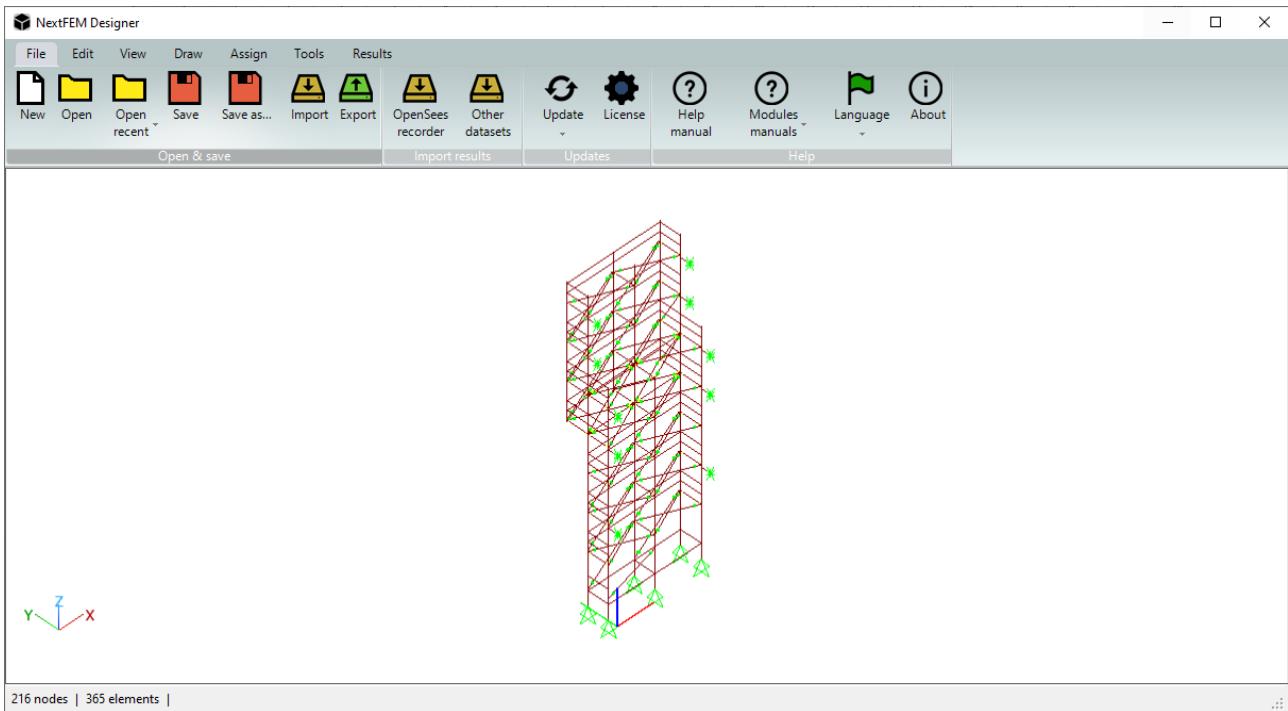 NextFEM Designer
File Edit View Draw Assign Tools Results
New Open Open recent Save Save as... Import Export OpenSees recorder Other datasets Update License Help manual Modules manuals Language About
Open & save Import results Updates Help
Z
Y X
216 nodes | 365 elements |